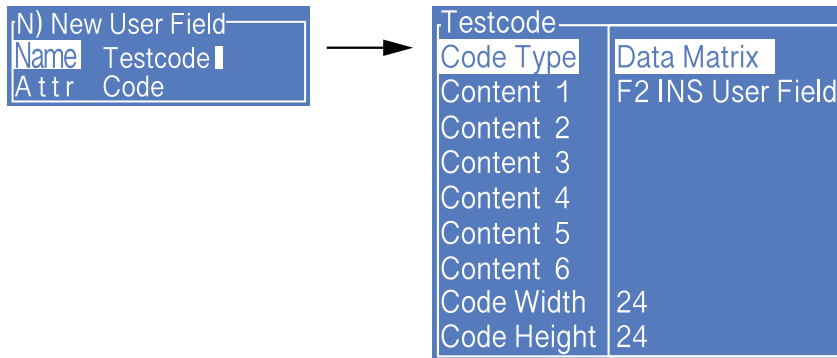 N) New User Field
Name Testcode
Attr Code
Testcode
Code Type Data Matrix
Content 1 F2 INS User Field
Content 2
Content 3
Content 4
Content 5
Content 6
Code Width 24
Code Height 24